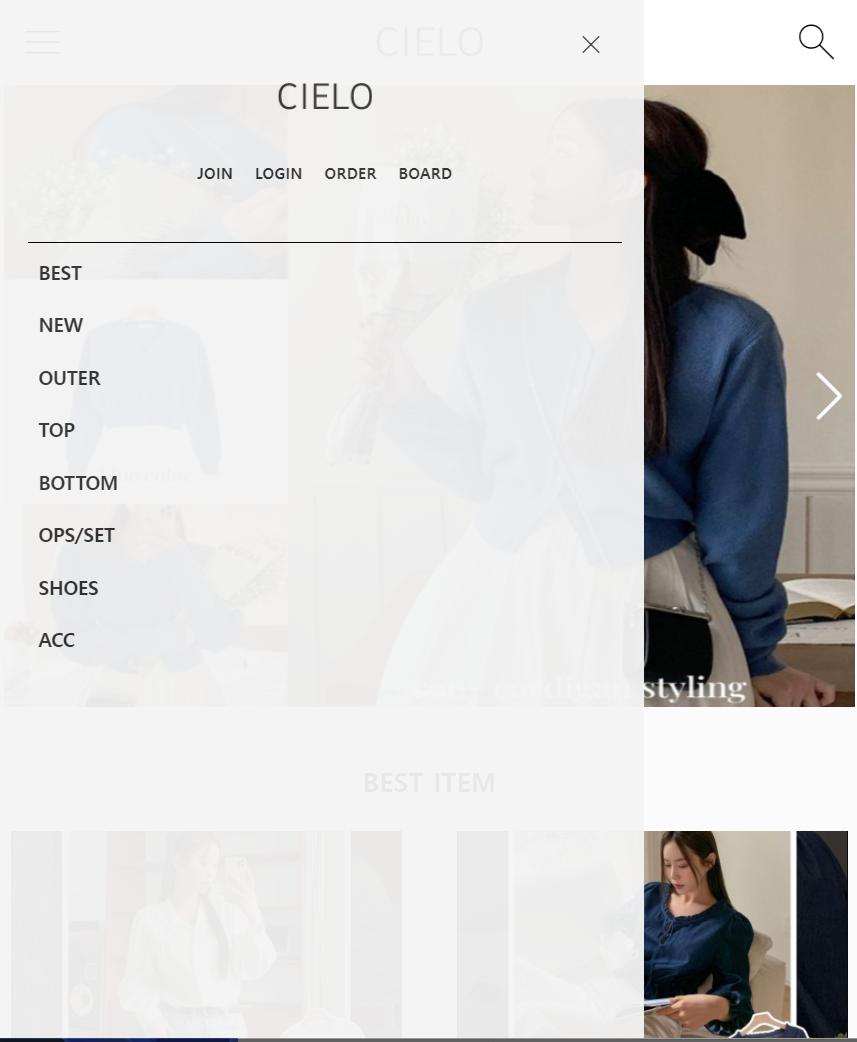 CIELO
CIELO
JOIN LOGIN ORDER BOARD
BEST
NEW
OUTER
TOP
BOTTOM
OPS/SET
SHOES
ACC
cardigan styling
BEST ITEM